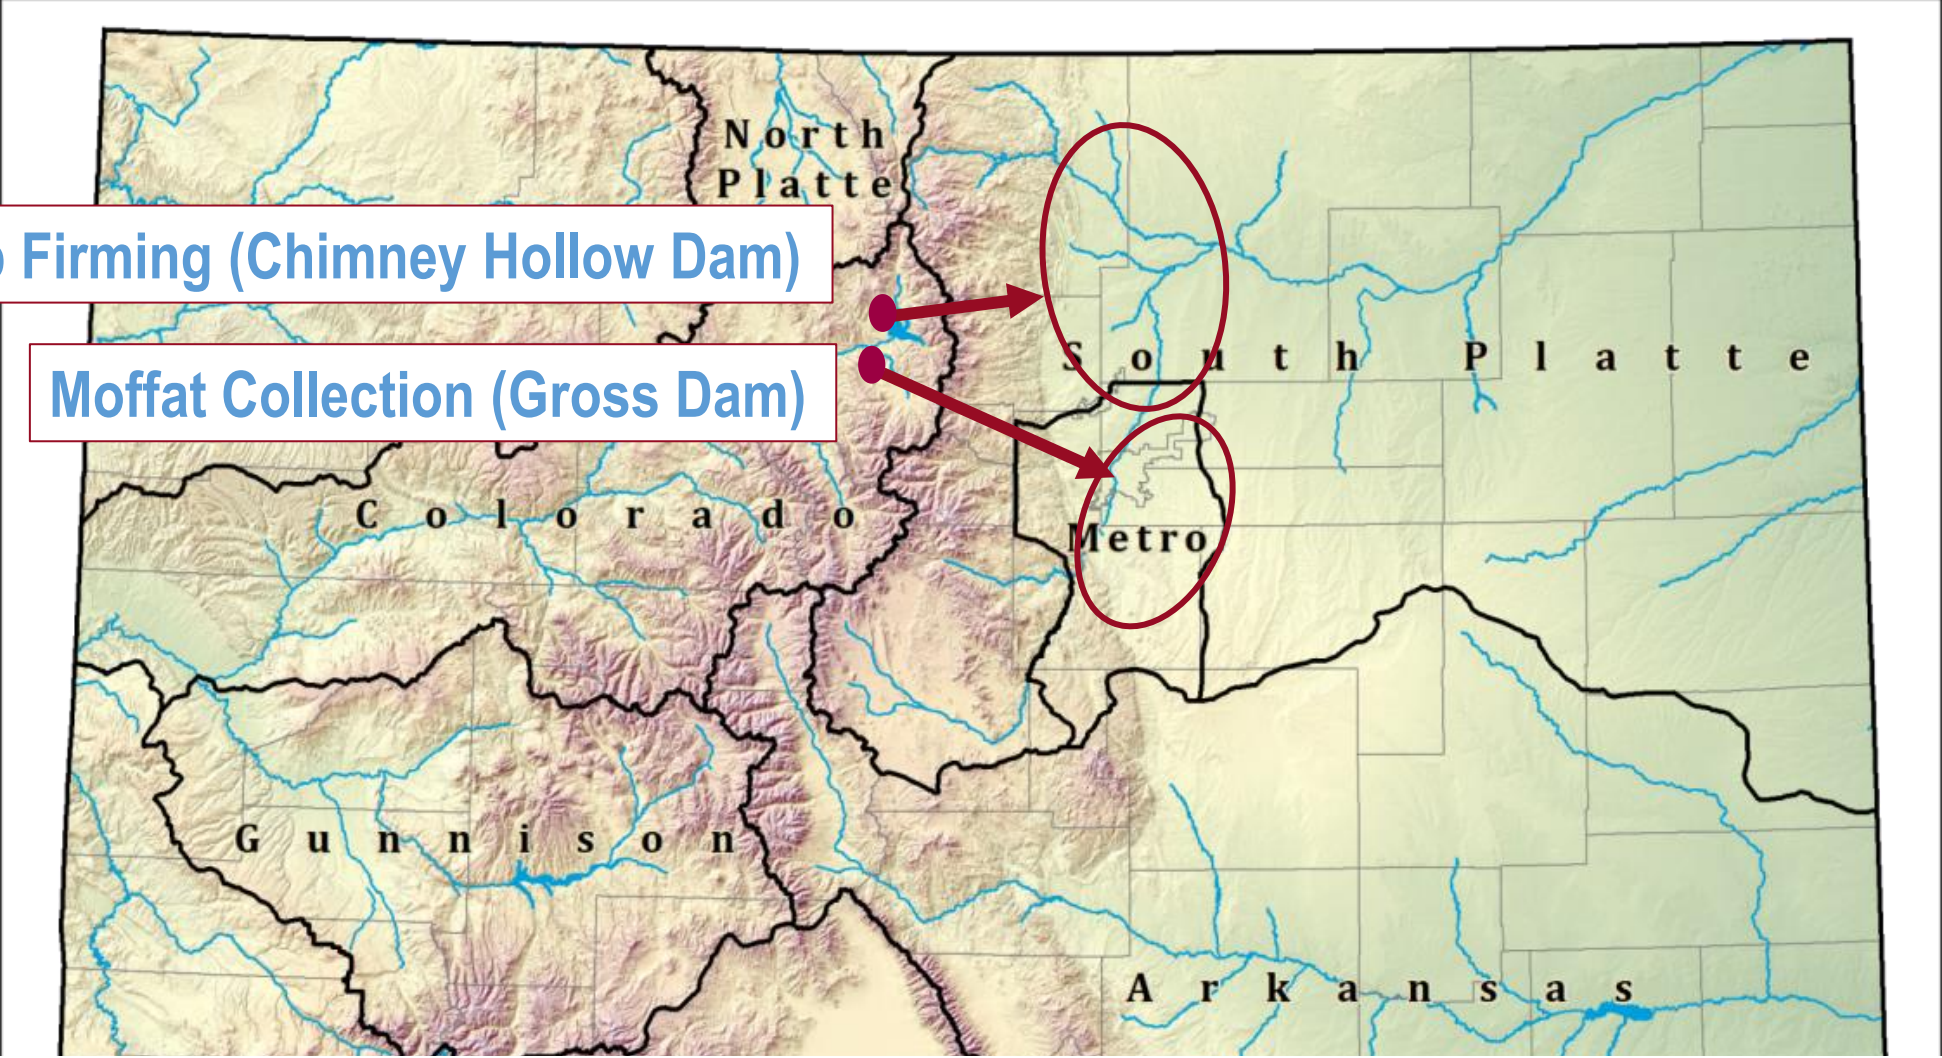 North
Platte
Firming (Chimney Hollow Dam)
Moffat Collection (Gross Dam)
South Platte
Colorado
Metro
Gunnison
Arkansas